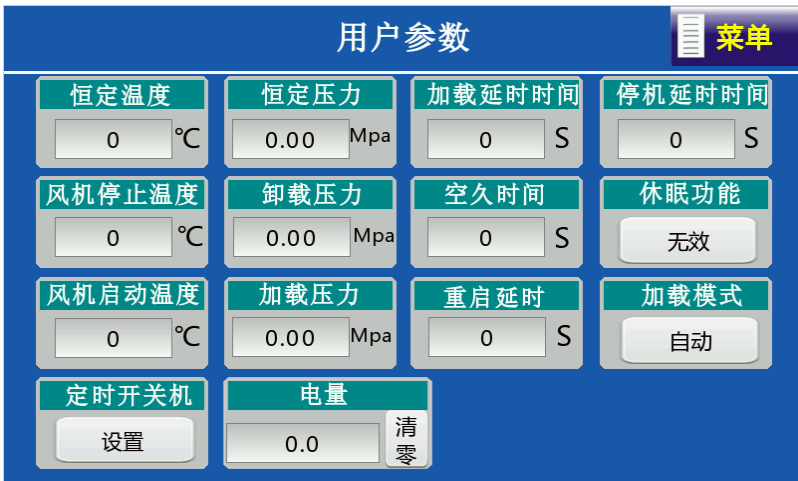 用户参数
菜单
恒定温度 恒定压力 加载延时时间 停机延时时间
0 ℃ 0.00 Mpa 0 S 0 S
风机停止温度 卸载压力 空久时间 休眠功能
0 ℃ 0.00 Mpa 0 S 无效
风机启动温度 加载压力 重启延时 加载模式
0 ℃ 0.00 Mpa 0 S 自动
定时开关机 电量
设置 0.0 清零